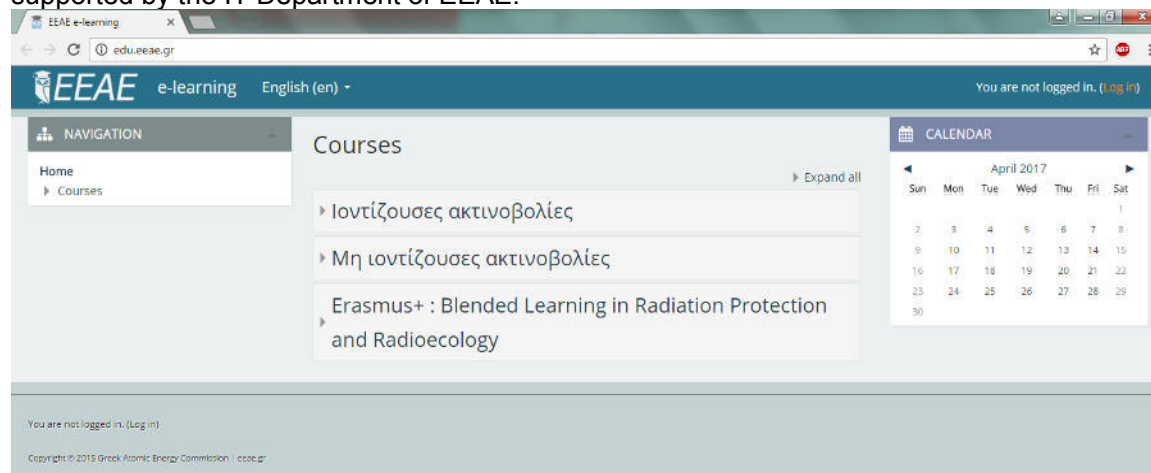 supported by the IT Department of EEAE.
EEAE e-learning
edu.eeae.gr
EEAE e-learning English (en)
You are not logged in. (Log in)
NAVIGATION
Home
Courses
Courses
Expand all
Ιοντίζουσες ακτινοβολίες
Μη ιοντίζουσες ακτινοβολίες
Erasmus+ : Blended Learning in Radiation Protection
and Radioecology
CALENDAR
April 2017
Sun Mon Tue Wed Thu Fri Sat
1
2 3 4 5 6 7 8
9 10 11 12 13 14 15
16 17 18 19 20 21 22
23 24 25 26 27 28 29
30
You are not logged in. (Log in)
Copyright © 2015 Greek Atomic Energy Commission | eeae.gr